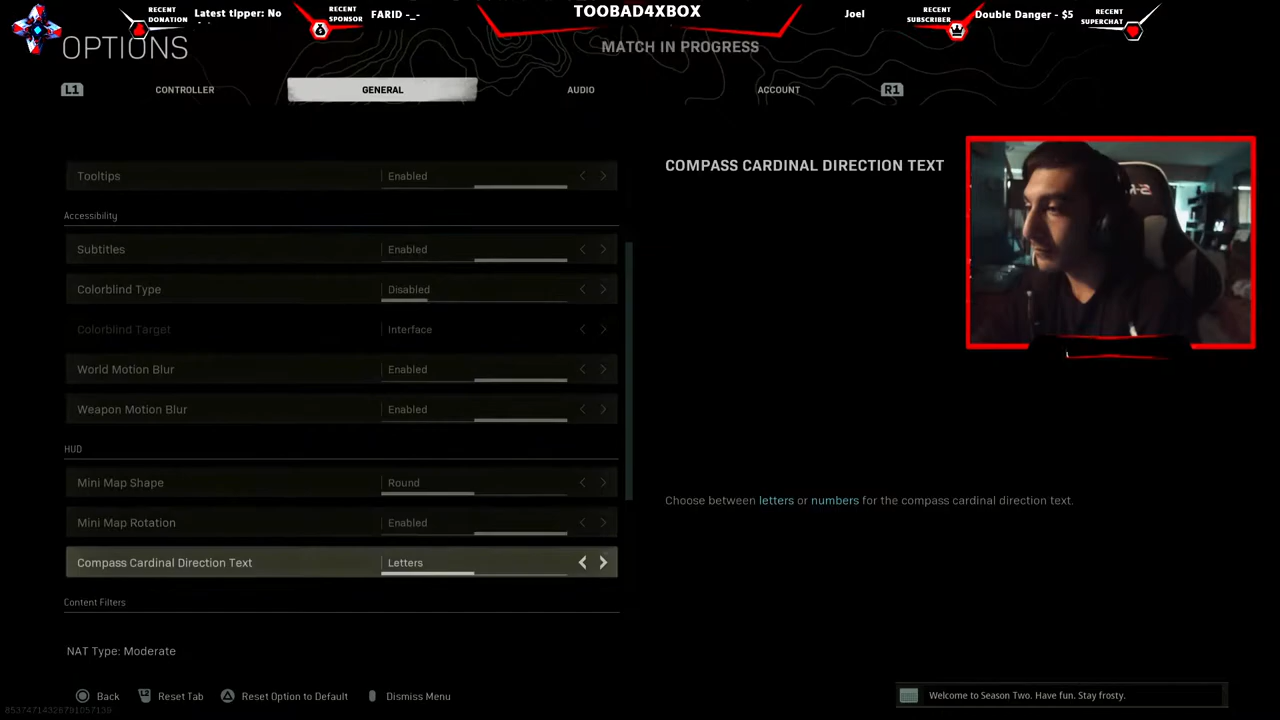 RECENT DONATION
Latest tipper: No
RECENT SPONSOR
FARID -_-
TOOBAD4XBOX
Joel
RECENT SUBSCRIBER
Double Danger - $5
RECENT SUPERCHAT
OPTIONS
MATCH IN PROGRESS
L1
CONTROLLER
GENERAL
AUDIO
ACCOUNT
R1
Tooltips
Enabled
COMPASS CARDINAL DIRECTION TEXT
Accessibility
Subtitles
Enabled
Colorblind Type
Disabled
Colorblind Target
Interface
World Motion Blur
Enabled
Weapon Motion Blur
Enabled
HUD
Mini Map Shape
Round
Choose between letters or numbers for the compass cardinal direction text.
Mini Map Rotation
Enabled
Compass Cardinal Direction Text
Letters
Content Filters
NAT Type: Moderate
Back
Reset Tab
Reset Option to Default
Dismiss Menu
Welcome to Season Two. Have fun. Stay frosty.